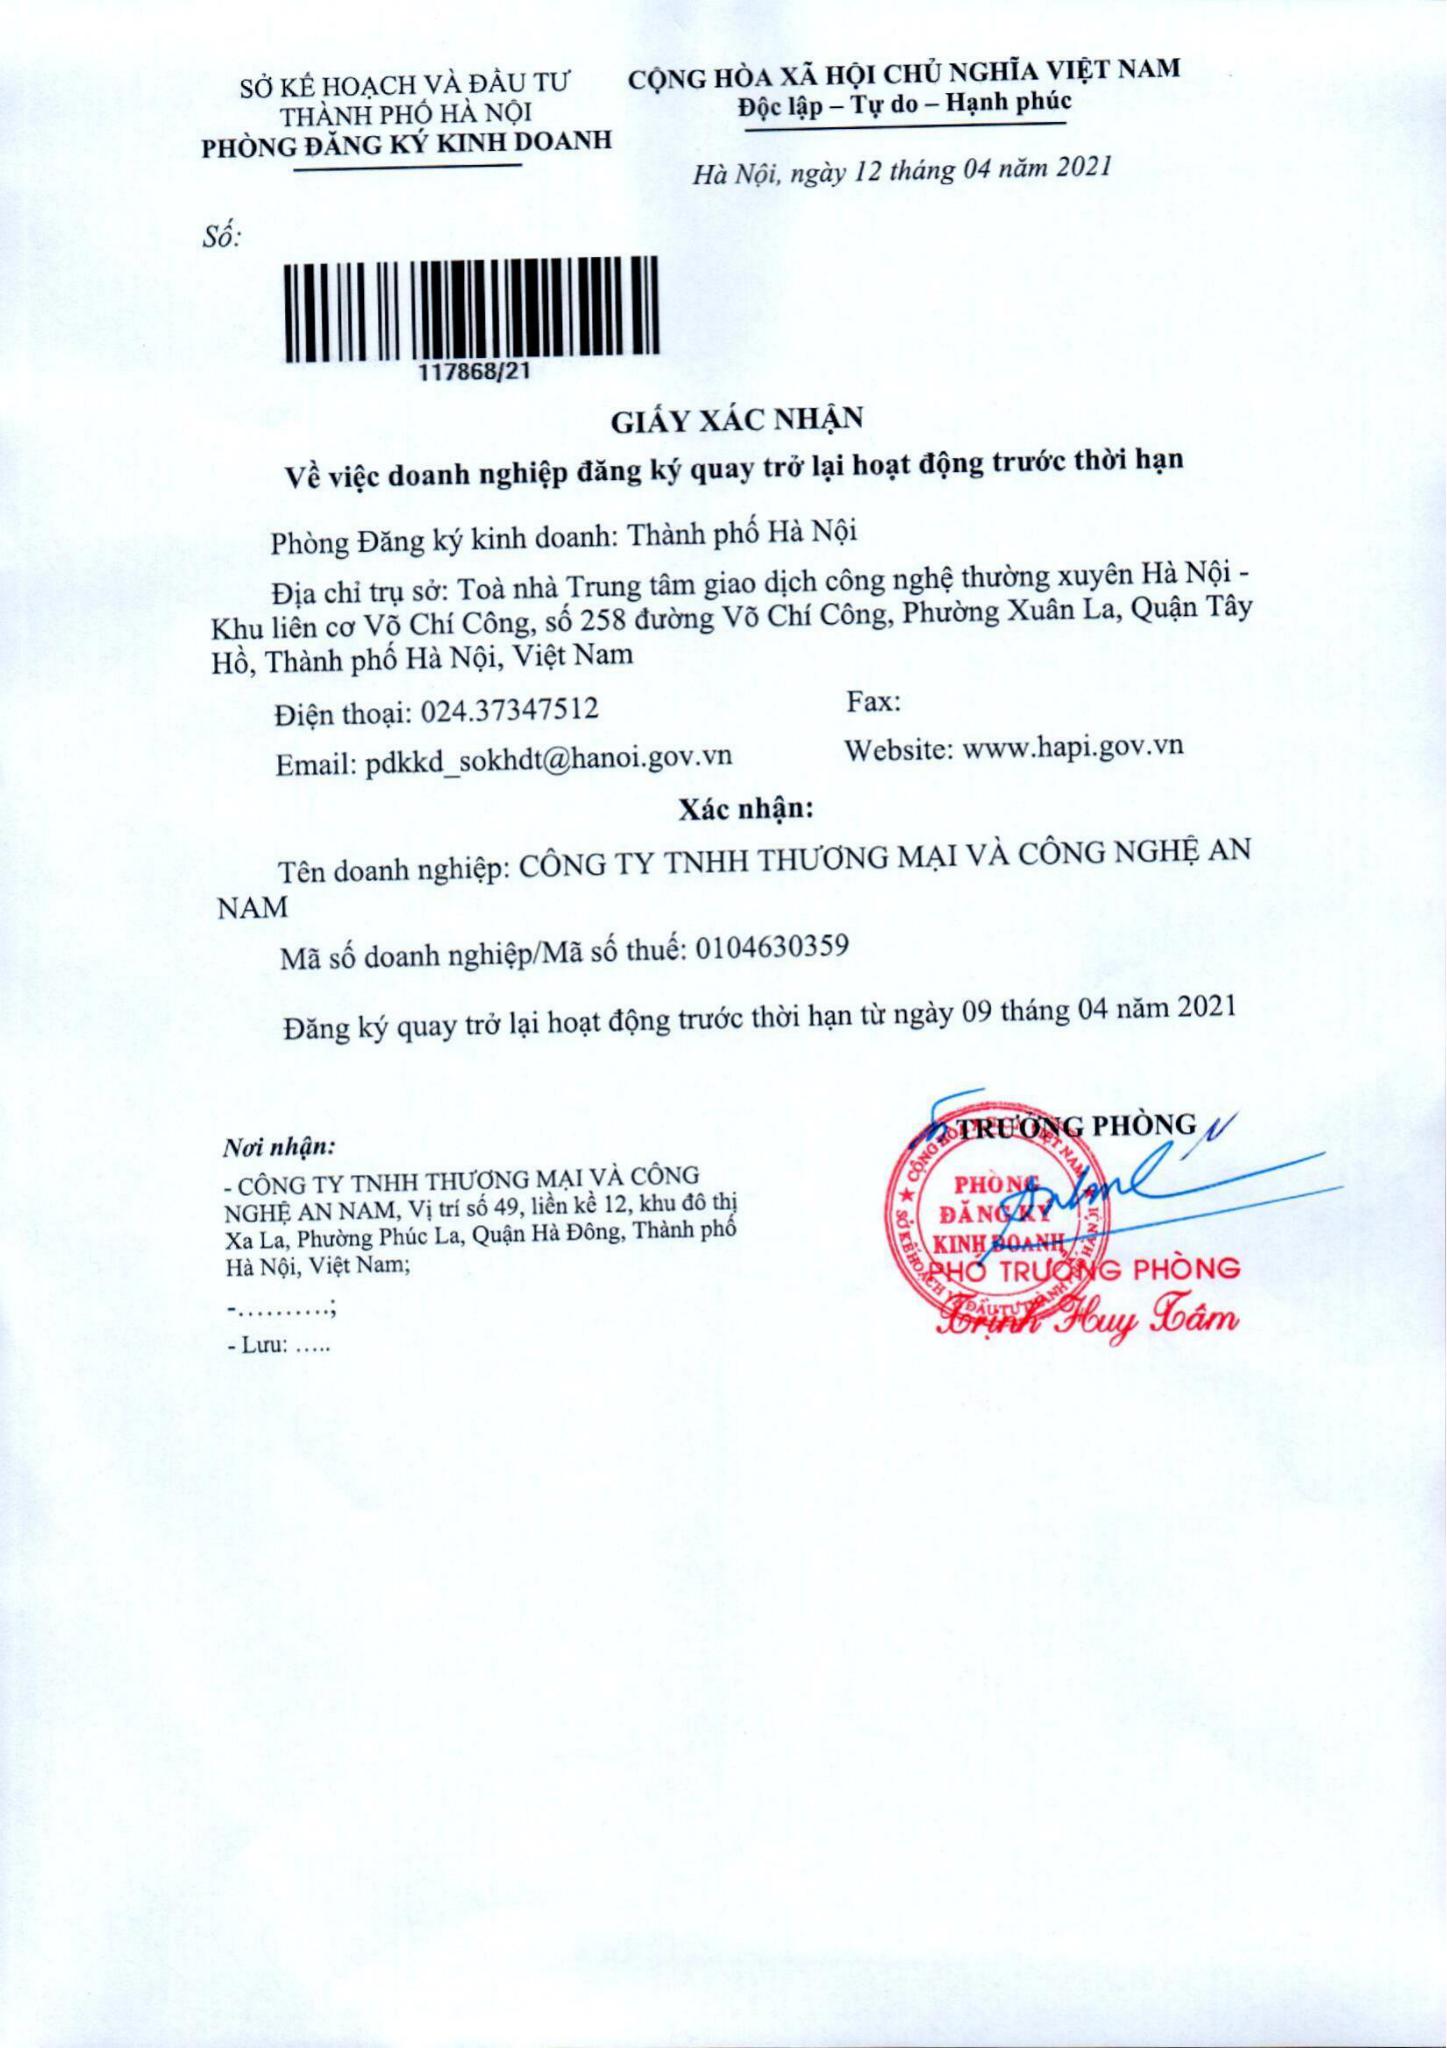 SỞ KẾ HOẠCH VÀ ĐẦU TƯ
THÀNH PHỐ HÀ NỘI
PHÒNG ĐĂNG KÝ KINH DOANH
CỘNG HÒA XÃ HỘI CHỦ NGHĨA VIỆT NAM
Độc lập – Tự do – Hạnh phúc
Hà Nội, ngày 12 tháng 04 năm 2021
Số:
117868/21
GIẤY XÁC NHẬN
Về việc doanh nghiệp đăng ký quay trở lại hoạt động trước thời hạn
Phòng Đăng ký kinh doanh: Thành phố Hà Nội
Địa chỉ trụ sở: Toà nhà Trung tâm giao dịch công nghệ thường xuyên Hà Nội -
Khu liên cơ Võ Chí Công, số 258 đường Võ Chí Công, Phường Xuân La, Quận Tây
Hồ, Thành phố Hà Nội, Việt Nam
Điện thoại: 024.37347512 Fax:
Email: pdkkd_sokhdt@hanoi.gov.vn Website: www.hapi.gov.vn
Xác nhận:
Tên doanh nghiệp: CÔNG TY TNHH THƯƠNG MẠI VÀ CÔNG NGHỆ AN
NAM
Mã số doanh nghiệp/Mã số thuế: 0104630359
Đăng ký quay trở lại hoạt động trước thời hạn từ ngày 09 tháng 04 năm 2021
Nơi nhận:
- CÔNG TY TNHH THƯƠNG MẠI VÀ CÔNG
NGHỆ AN NAM, Vị trí số 49, liền kề 12, khu đô thị
Xa La, Phường Phúc La, Quận Hà Đông, Thành phố
Hà Nội, Việt Nam;
-..........;
- Lưu: .....
TRƯỞNG PHÒNG
PHÒNG
ĐĂNG KÝ
KINH DOANH
PHÓ TRƯỞNG PHÒNG
Trịnh Huy Tâm